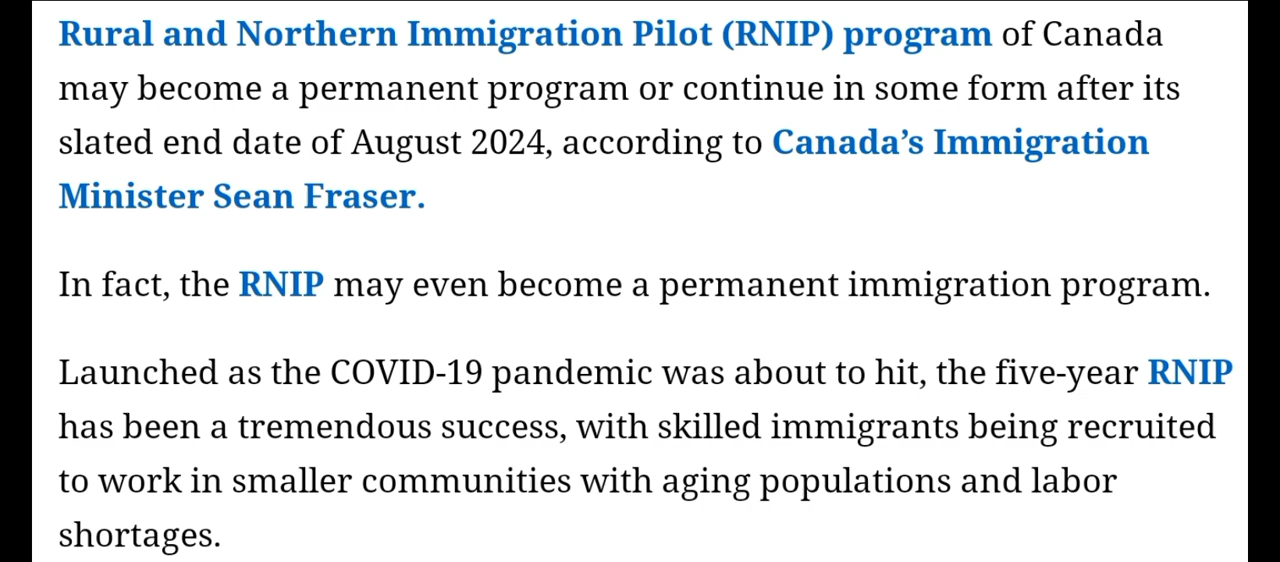 Rural and Northern Immigration Pilot (RNIP) program of Canada
may become a permanent program or continue in some form after its
slated end date of August 2024, according to Canada’s Immigration
Minister Sean Fraser.
In fact, the RNIP may even become a permanent immigration program.
Launched as the COVID-19 pandemic was about to hit, the five-year RNIP
has been a tremendous success, with skilled immigrants being recruited
to work in smaller communities with aging populations and labor
shortages.